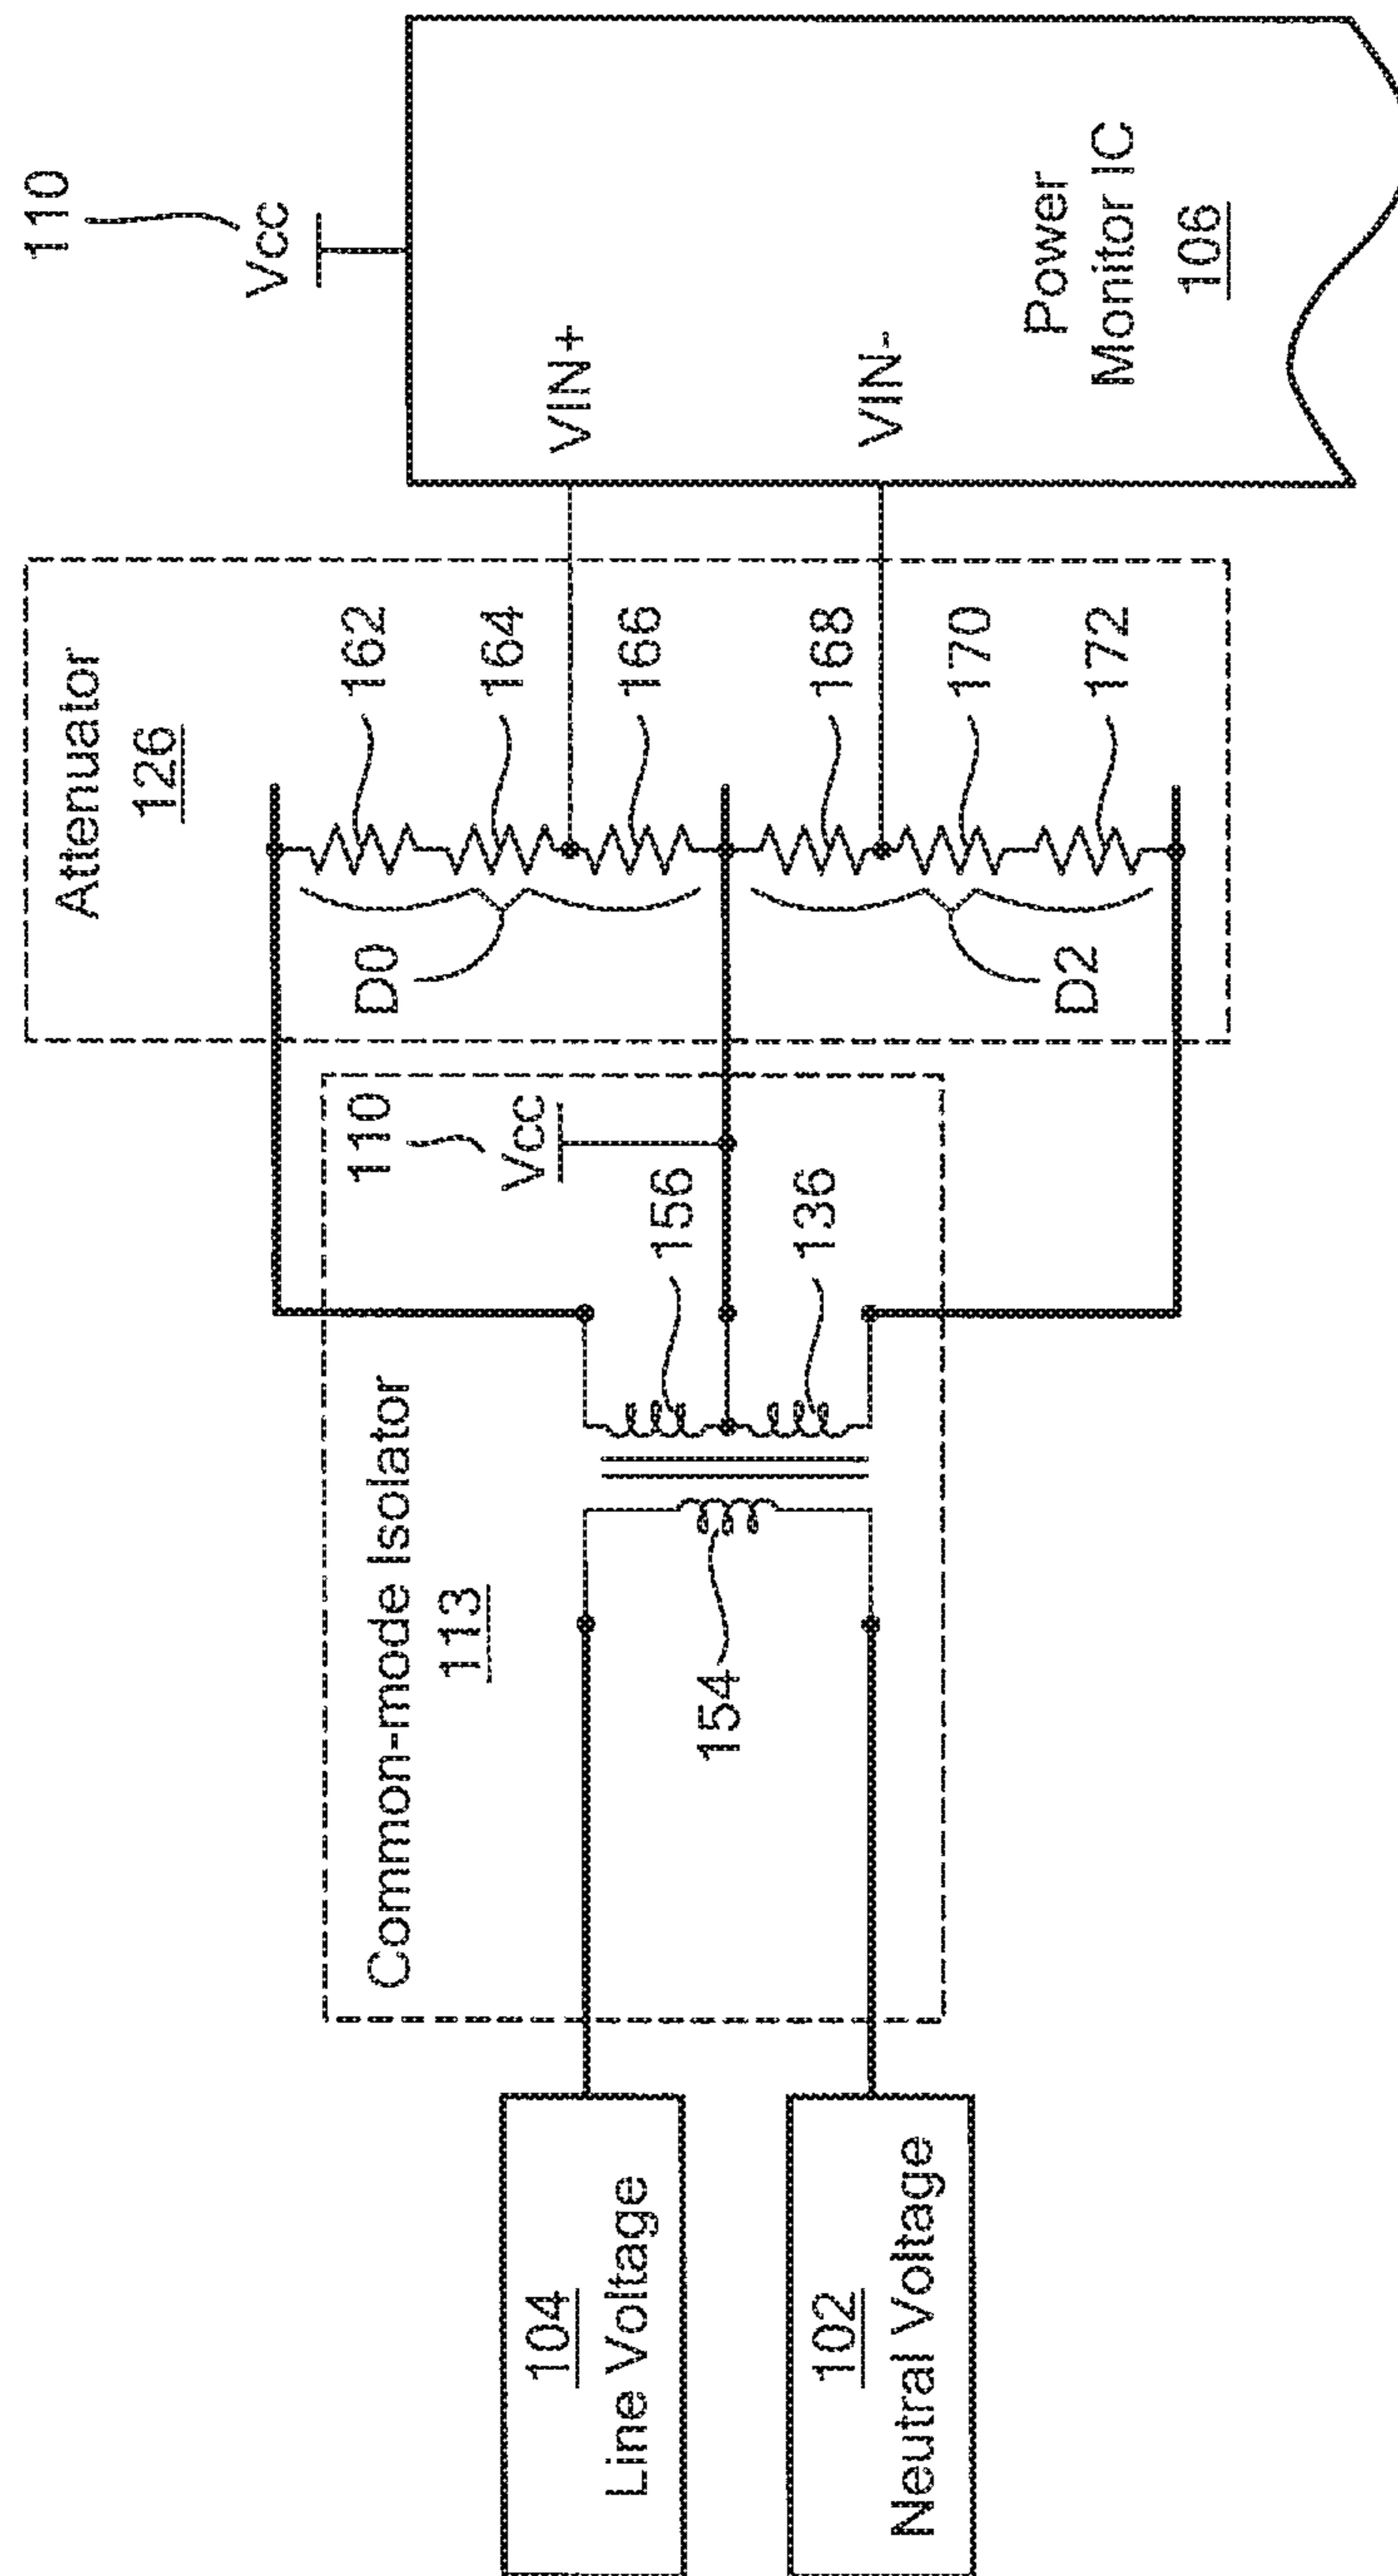 110
Vcc
Attenuator
126
162
164
166
168
170
172
D0
D2
VIN+
VIN-
Power
Monitor IC
106
Common-mode Isolator
113
110
Vcc
156
136
154
104
Line Voltage
102
Neutral Voltage